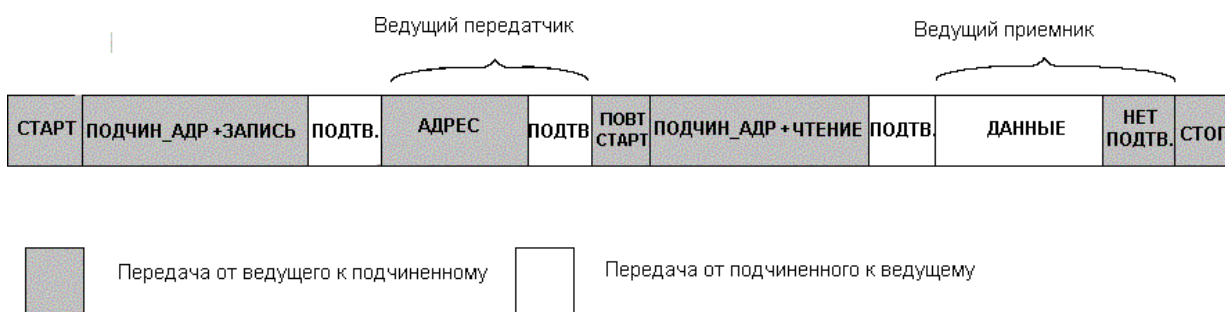 Ведущий передатчик
Ведущий приемник
СТАРТ ПОДЧИН_АДР +ЗАПИСЬ ПОДТВ. АДРЕС ПОДТВ ПОВТ СТАРТ ПОДЧИН_АДР + ЧТЕНИЕ ПОДТВ. ДАННЫЕ НЕТ ПОДТВ. СТОП
Передача от ведущего к подчиненному
Передача от подчиненного к ведущему